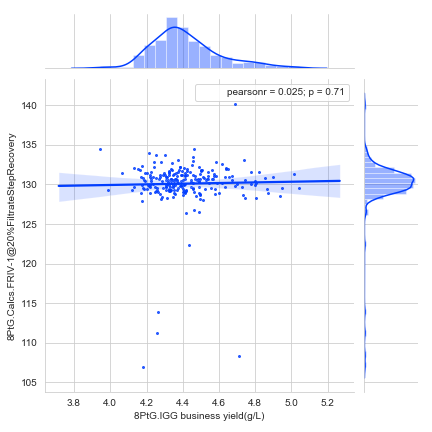 pearsonr = 0.025; p = 0.71
140
135
130
125
120
115
110
105
8PtG.Calcs.FRIV-1@20%FiltrateStepRecovery
3.8 4.0 4.2 4.4 4.6 4.8 5.0 5.2
8PtG.IGG business yield(g/L)